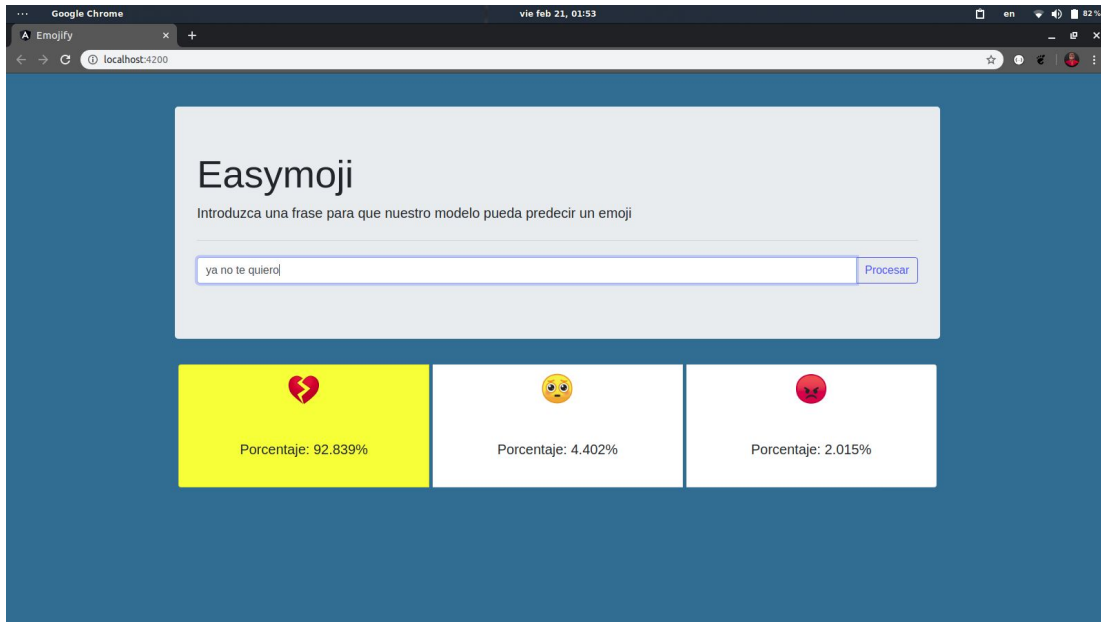 ··· Google Chrome vie feb 21, 01:53 en 82 %
Emojify × +
localhost:4200
Easymoji
Introduzca una frase para que nuestro modelo pueda predecir un emoji
ya no te quiero Procesar
Porcentaje: 92.839% Porcentaje: 4.402% Porcentaje: 2.015%